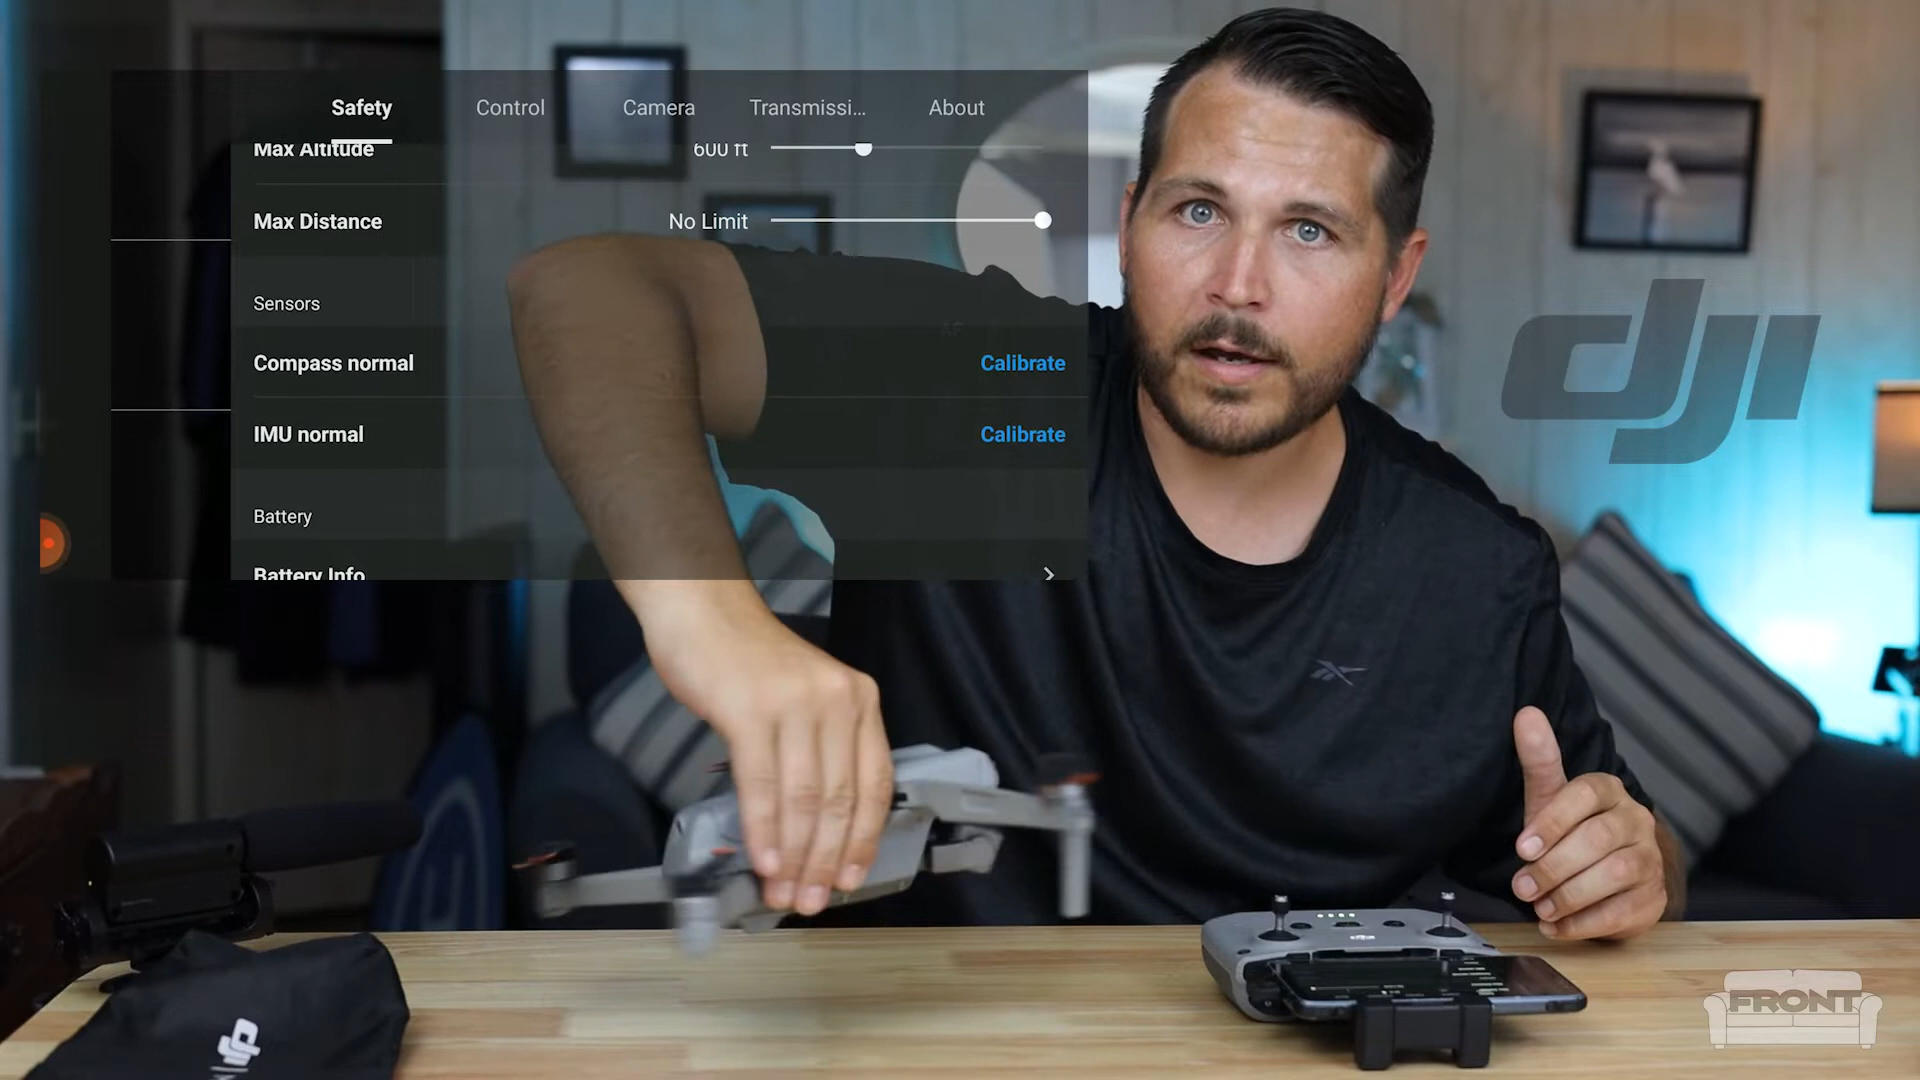 Safety Control Camera Transmissi... About
Max Altitude 600 ft
Max Distance No Limit
Sensors
Compass normal Calibrate
IMU normal Calibrate
Battery
Battery Info
dji
FRONT
dji